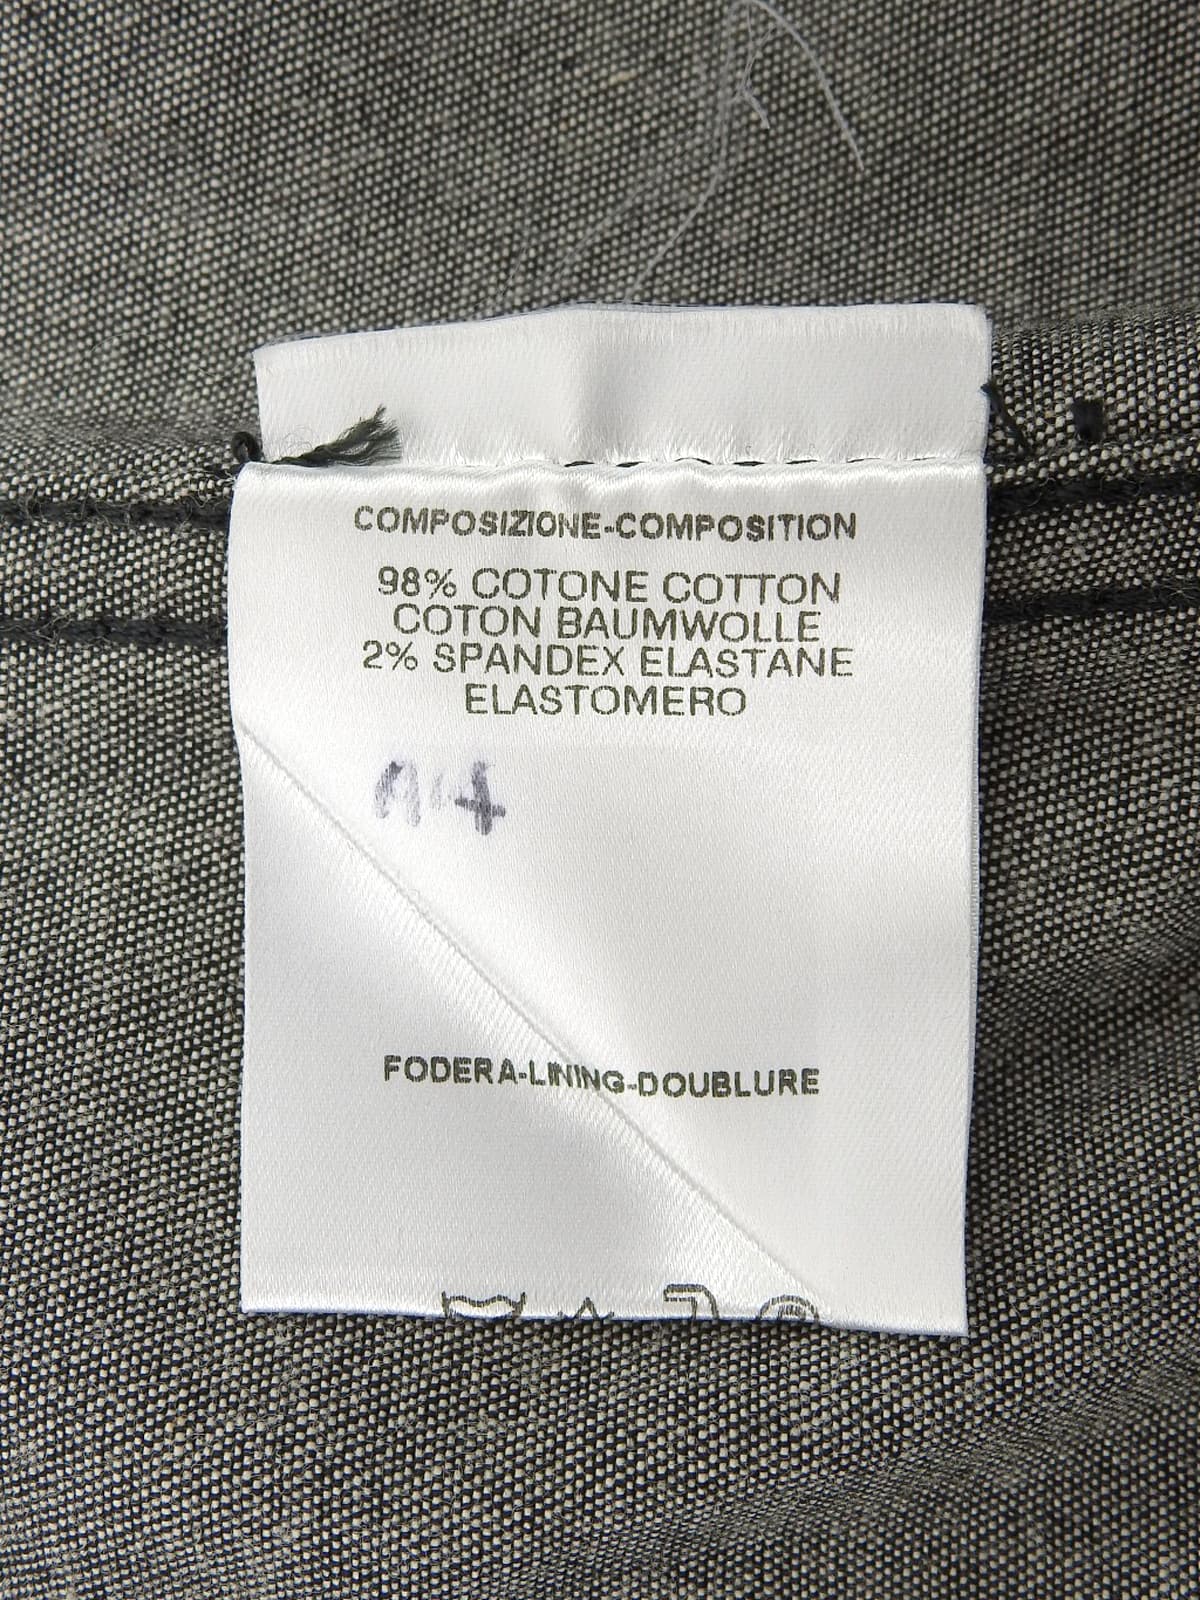 COMPOSIZIONE-COMPOSITION
98% COTONE COTTON
COTON BAUMWOLLE
2% SPANDEX ELASTANE
ELASTOMERO
FODERA-LINING-DOUBLURE